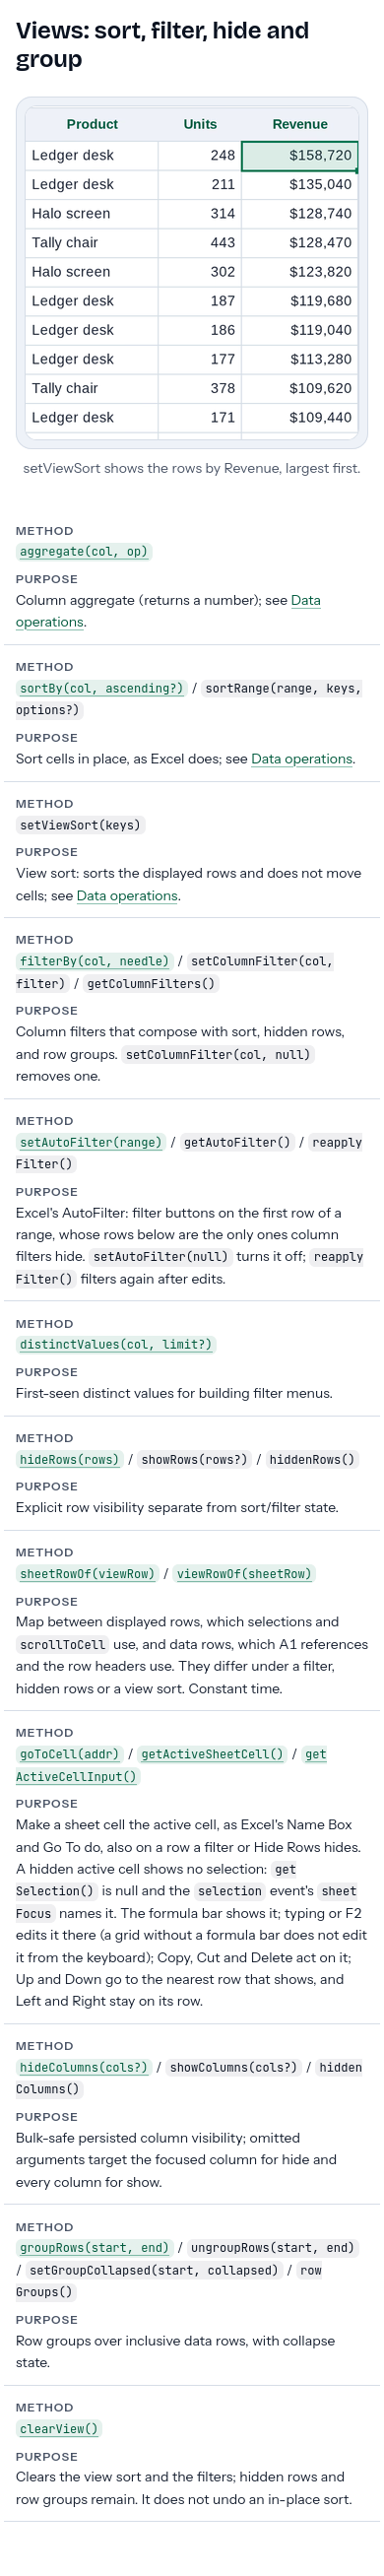 Views: sort, filter, hide and
group
Product Units Revenue
Ledger desk 248 $158,720
Ledger desk 211 $135,040
Halo screen 314 $128,740
Tally chair 443 $128,470
Halo screen 302 $123,820
Ledger desk 187 $119,680
Ledger desk 186 $119,040
Ledger desk 177 $113,280
Tally chair 378 $109,620
Ledger desk 171 $109,440
setViewSort shows the rows by Revenue, largest first.
METHOD
aggregate(col, op)
PURPOSE
Column aggregate (returns a number); see Data
operations.
METHOD
sortBy(col, ascending?) / sortRange(range, keys,
options?)
PURPOSE
Sort cells in place, as Excel does; see Data operations.
METHOD
setViewSort(keys)
PURPOSE
View sort: sorts the displayed rows and does not move
cells; see Data operations.
METHOD
filterBy(col, needle) / setColumnFilter(col,
filter) / getColumnFilters()
PURPOSE
Column filters that compose with sort, hidden rows,
and row groups. setColumnFilter(col, null)
removes one.
METHOD
setAutoFilter(range) / getAutoFilter() / reapply
Filter()
PURPOSE
Excel's AutoFilter: filter buttons on the first row of a
range, whose rows below are the only ones column
filters hide. setAutoFilter(null) turns it off; reapply
Filter() filters again after edits.
METHOD
distinctValues(col, limit?)
PURPOSE
First-seen distinct values for building filter menus.
METHOD
hideRows(rows) / showRows(rows?) / hiddenRows()
PURPOSE
Explicit row visibility separate from sort/filter state.
METHOD
sheetRowOf(viewRow) / viewRowOf(sheetRow)
PURPOSE
Map between displayed rows, which selections and
scrollToCell use, and data rows, which A1 references
and the row headers use. They differ under a filter,
hidden rows or a view sort. Constant time.
METHOD
goToCell(addr) / getActiveSheetCell() / get
ActiveCellInput()
PURPOSE
Make a sheet cell the active cell, as Excel's Name Box
and Go To do, also on a row a filter or Hide Rows hides.
A hidden active cell shows no selection: get
Selection() is null and the selection event's sheet
Focus names it. The formula bar shows it; typing or F2
edits it there (a grid without a formula bar does not edit
it from the keyboard); Copy, Cut and Delete act on it;
Up and Down go to the nearest row that shows, and
Left and Right stay on its row.
METHOD
hideColumns(cols?) / showColumns(cols?) / hidden
Columns()
PURPOSE
Bulk-safe persisted column visibility; omitted
arguments target the focused column for hide and
every column for show.
METHOD
groupRows(start, end) / ungroupRows(start, end)
/ setGroupCollapsed(start, collapsed) / row
Groups()
PURPOSE
Row groups over inclusive data rows, with collapse
state.
METHOD
clearView()
PURPOSE
Clears the view sort and the filters; hidden rows and
row groups remain. It does not undo an in-place sort.